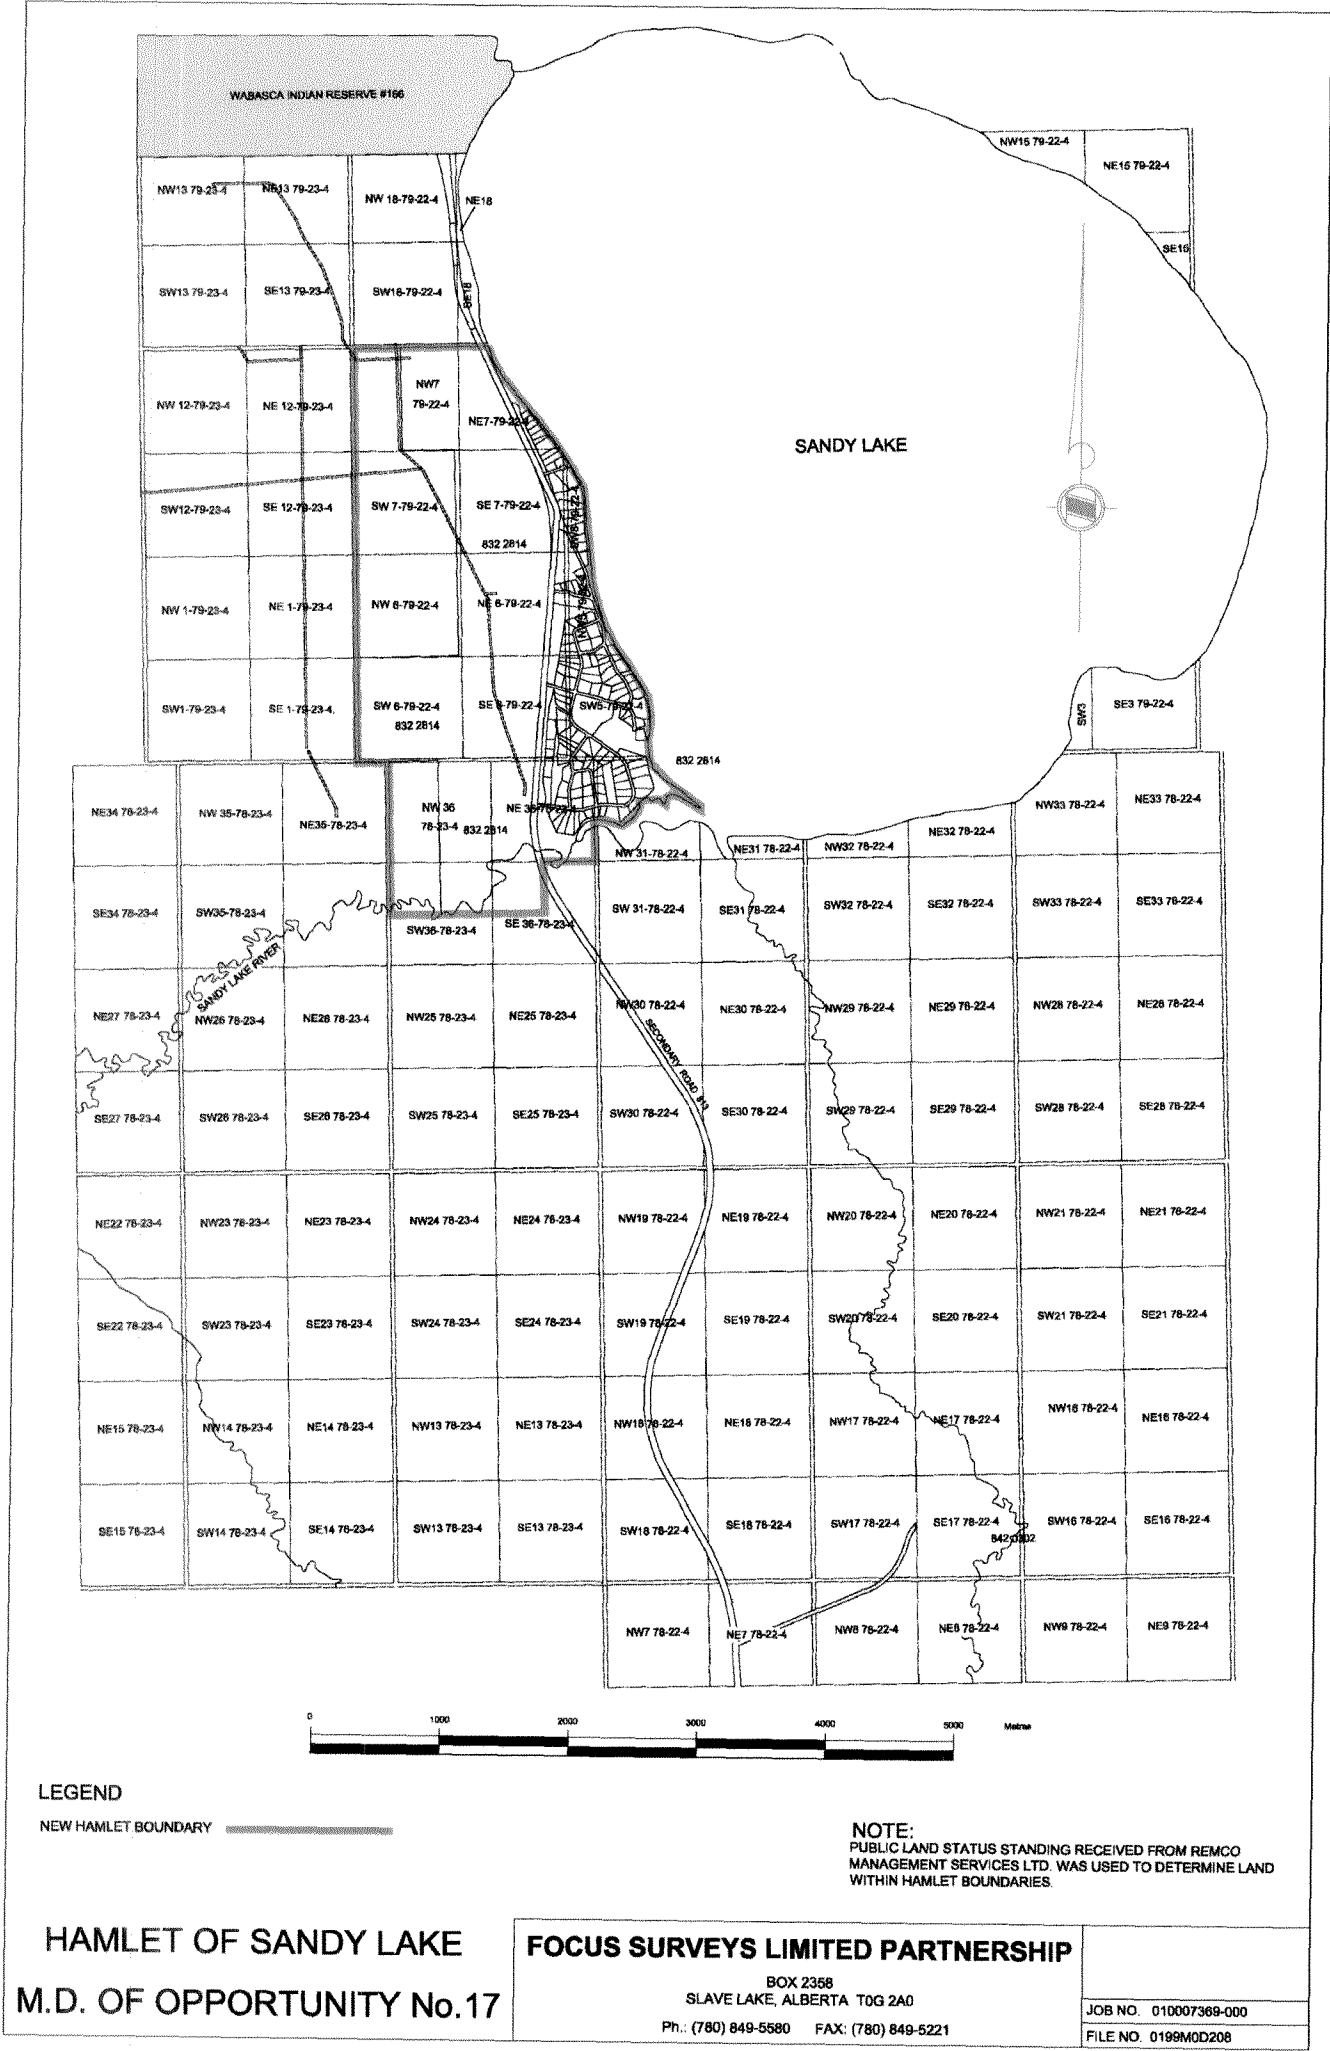 WABASCA INDIAN RESERVE #166
NW15 79-22-4
NE15 79-22-4
SE15
NW13 79-23-4
NE13 79-23-4
NW 18-79-22-4
NE18
SW13 79-23-4
SE13 79-23-4
SW18-79-22-4
SE18
NW 12-79-23-4
NE 12-79-23-4
NW7
79-22-4
NE7-79-22-4
SANDY LAKE
SW12-79-23-4
SE 12-79-23-4
SW 7-79-22-4
SE 7-79-22-4
832 2814
SW8-79-22-4
NW 1-79-23-4
NE 1-79-23-4
NW 6-79-22-4
NE 6-79-22-4
SW1-79-23-4
SE 1-79-23-4
SW 6-79-22-4
832 2814
SE 6-79-22-4
SW5-79-22-4
SW3
SE3 79-22-4
832 2814
NE34 78-23-4
NW 35-78-23-4
NE35-78-23-4
NW 36
78-23-4
832 2814
NE 36-78-23-4
NW 31-78-22-4
NE31 78-22-4
NW32 78-22-4
NE32 78-22-4
NW33 78-22-4
NE33 78-22-4
SE34 78-23-4
SW35-78-23-4
SW36-78-23-4
SE 36-78-23-4
SW 31-78-22-4
SE31 78-22-4
SW32 78-22-4
SE32 78-22-4
SW33 78-22-4
SE33 78-22-4
SANDY LAKE RIVER
NE27 78-23-4
NW26 78-23-4
NE26 78-23-4
NW25 78-23-4
NE25 78-23-4
NW30 78-22-4
NE30 78-22-4
NW29 78-22-4
NE29 78-22-4
NW28 78-22-4
NE28 78-22-4
SECONDARY ROAD 813
SE27 78-23-4
SW26 78-23-4
SE26 78-23-4
SW25 78-23-4
SE25 78-23-4
SW30 78-22-4
SE30 78-22-4
SW29 78-22-4
SE29 78-22-4
SW28 78-22-4
SE28 78-22-4
NE22 78-23-4
NW23 78-23-4
NE23 78-23-4
NW24 78-23-4
NE24 78-23-4
NW19 78-22-4
NE19 78-22-4
NW20 78-22-4
NE20 78-22-4
NW21 78-22-4
NE21 78-22-4
SE22 78-23-4
SW23 78-23-4
SE23 78-23-4
SW24 78-23-4
SE24 78-23-4
SW19 78-22-4
SE19 78-22-4
SW20 78-22-4
SE20 78-22-4
SW21 78-22-4
SE21 78-22-4
NE15 78-23-4
NW14 78-23-4
NE14 78-23-4
NW13 78-23-4
NE13 78-23-4
NW18 78-22-4
NE18 78-22-4
NW17 78-22-4
NE17 78-22-4
NW16 78-22-4
NE16 78-22-4
SE15 78-23-4
SW14 78-23-4
SE14 78-23-4
SW13 78-23-4
SE13 78-23-4
SW18 78-22-4
SE18 78-22-4
SW17 78-22-4
SE17 78-22-4
SW16 78-22-4
SE16 78-22-4
NW7 78-22-4
NE7 78-22-4
NW8 78-22-4
NE8 78-22-4
NW9 78-22-4
NE9 78-22-4
0 1000 2000 3000 4000 5000 Metres
LEGEND
NEW HAMLET BOUNDARY
NOTE:
PUBLIC LAND STATUS STANDING RECEIVED FROM REMCO
MANAGEMENT SERVICES LTD. WAS USED TO DETERMINE LAND
WITHIN HAMLET BOUNDARIES.
HAMLET OF SANDY LAKE
M.D. OF OPPORTUNITY No.17
FOCUS SURVEYS LIMITED PARTNERSHIP
BOX 2358
SLAVE LAKE, ALBERTA T0G 2A0
Ph.: (780) 849-5580 FAX: (780) 849-5221
JOB NO. 010007369-000
FILE NO. 0199M0D208